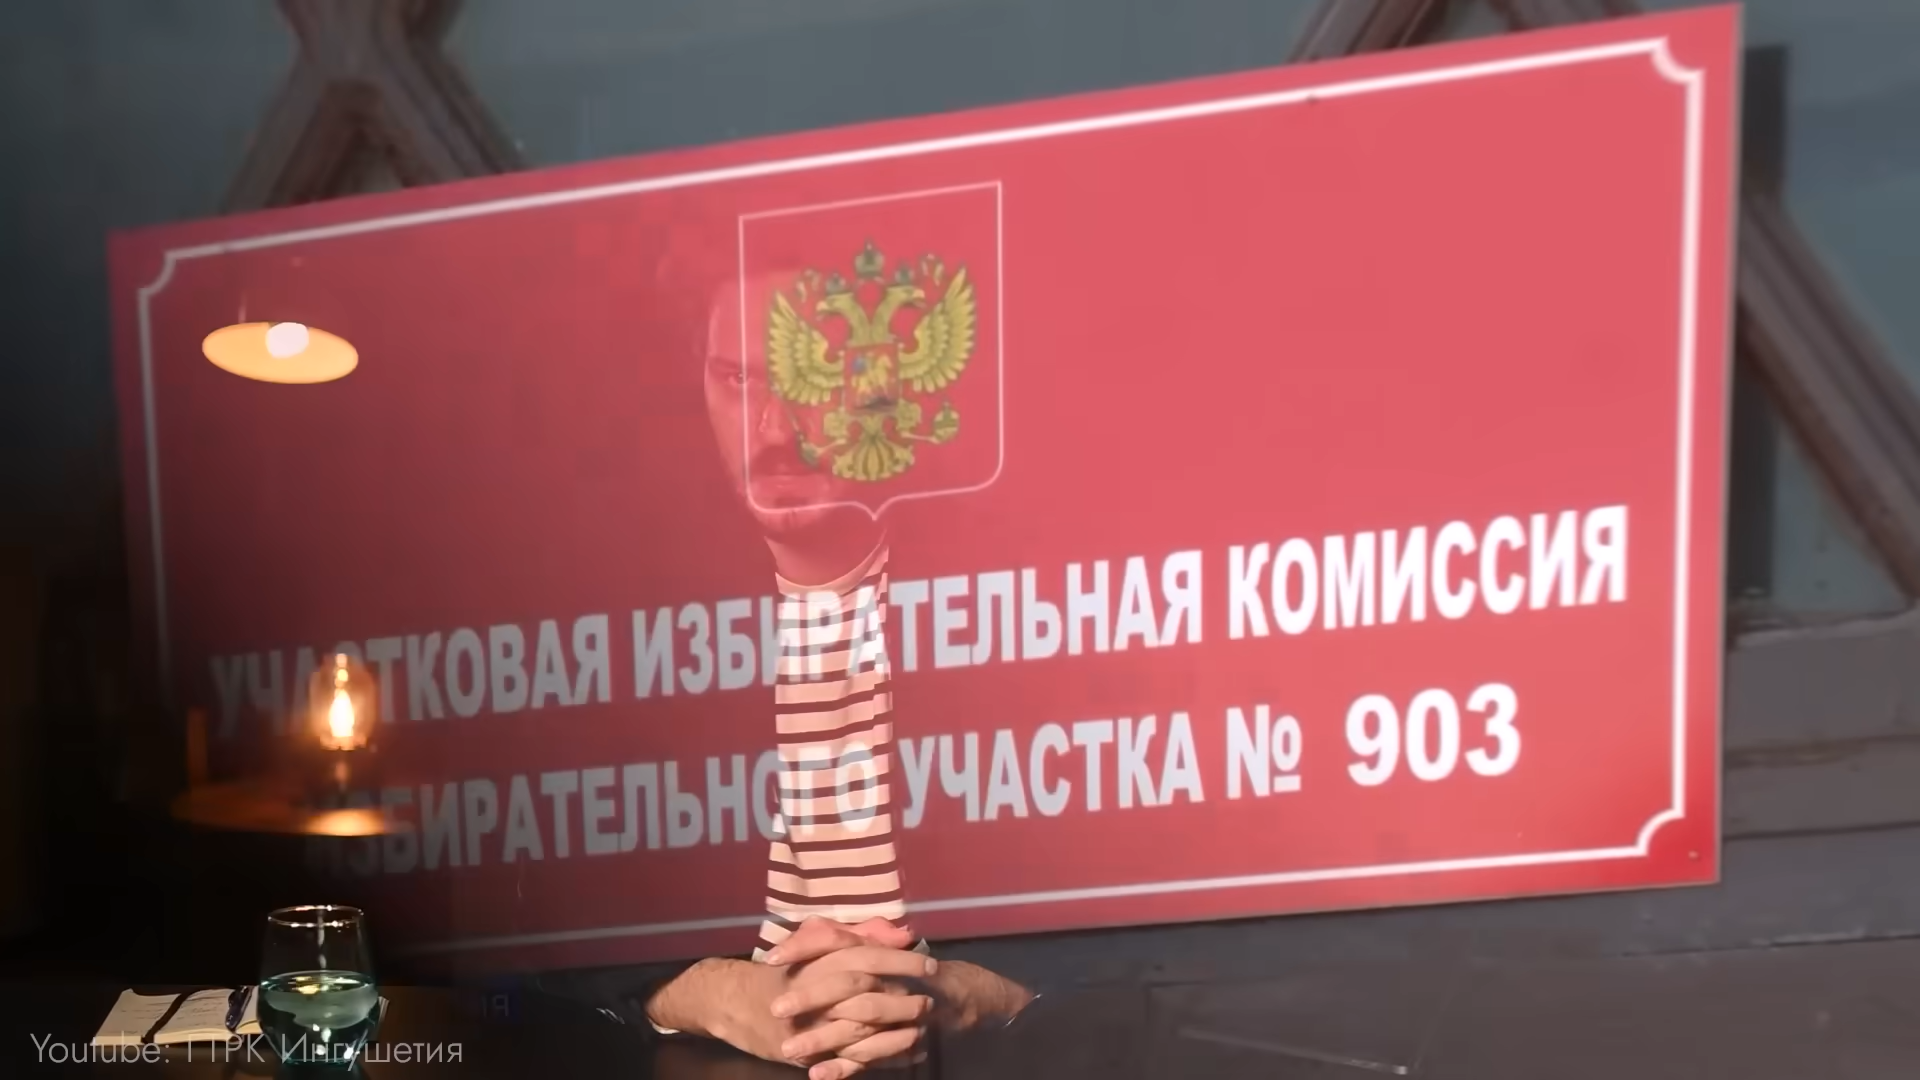 УЧАСТКОВАЯ ИЗБИРАТЕЛЬНАЯ КОМИССИЯ
ИЗБИРАТЕЛЬНОГО УЧАСТКА № 903
Youtube: ГТРК Ингушетия